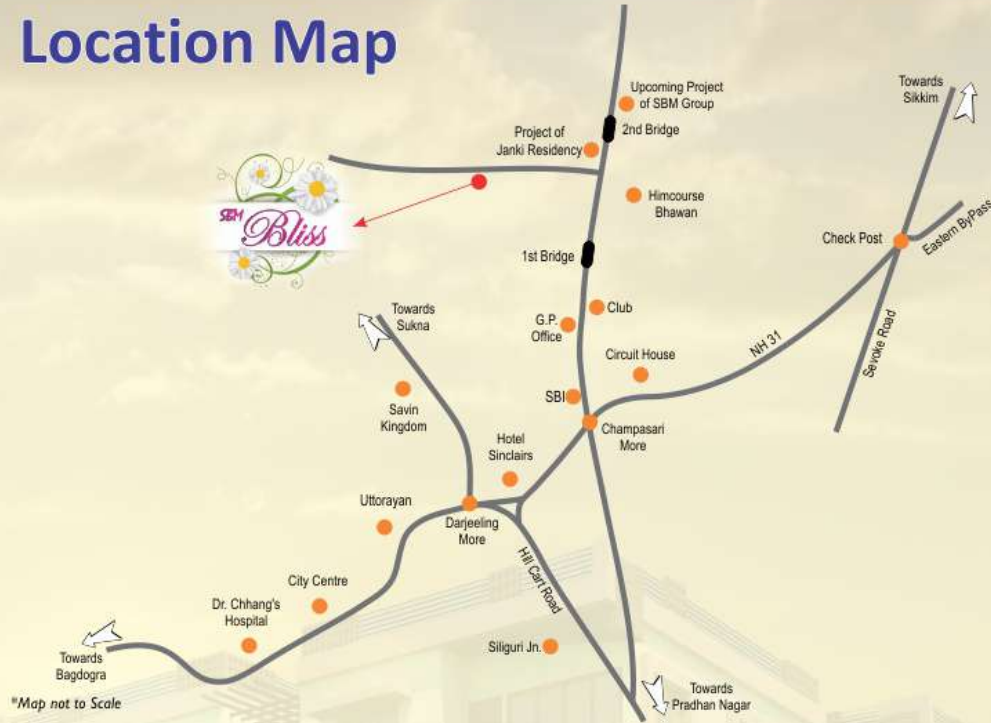 Location Map
Upcoming Project
of SBM Group
Towards
Sikkim
2nd Bridge
Project of
Janki Residency
Himcourse
Bhawan
SBM
Bliss
Check Post
Eastern ByPass
1st Bridge
Towards
Sukna
Club
G.P.
Office
Circuit House
NH 31
Sevoke Road
SBI
Savin
Kingdom
Champasari
More
Hotel
Sinclairs
Uttorayan
Darjeeling
More
Hill Cart Road
City Centre
Dr. Chhang's
Hospital
Siliguri Jn.
Towards
Bagdogra
Towards
Pradhan Nagar
*Map not to Scale